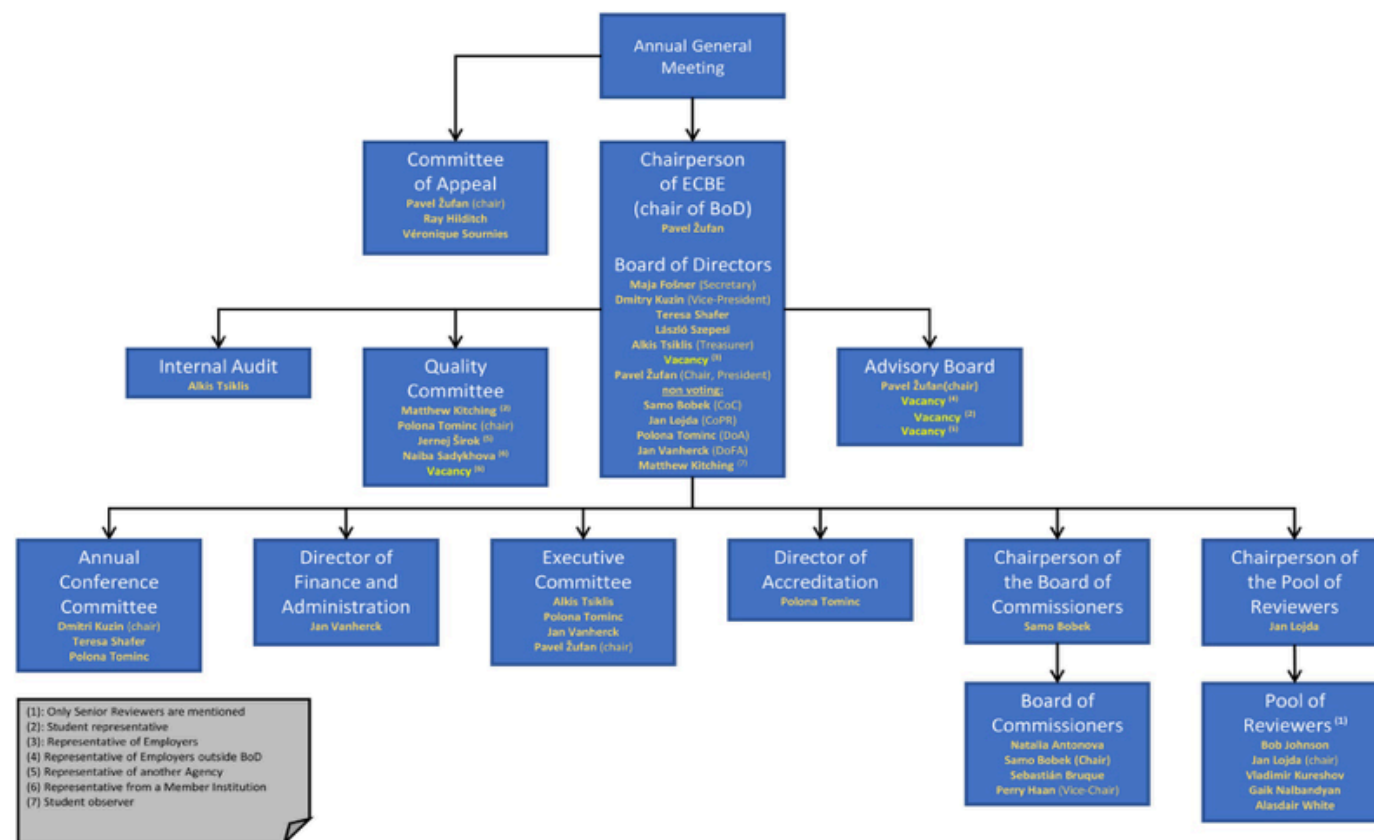 Annual General
Meeting
Committee
of Appeal
Pavel Žufan (chair)
Ray Hilditch
Véronique Sournies
Chairperson
of ECBE
(chair of BoD)
Pavel Žufan
Board of Directors
Maja Fošner (Secretary)
Dmitry Kuzin (Vice-President)
Teresa Shafer
László Szepesi
Alkis Tsiklis (Treasurer)
Vacancy (3)
Pavel Žufan (Chair, President)
non voting:
Samo Bobek (CoC)
Jan Lojda (CoPR)
Polona Tominc (DoA)
Jan Vanherck (DoFA)
Matthew Kitching (7)
Internal Audit
Alkis Tsiklis
Quality
Committee
Matthew Kitching (2)
Polona Tominc (chair)
Jernej Širok (5)
Naiba Sadykhova
Vacancy (6)
Advisory Board
Pavel Žufan(chair)
Vacancy (4)
Vacancy (2)
Vacancy
Annual
Conference
Committee
Dmitri Kuzin (chair)
Teresa Shafer
Polona Tominc
Director of
Finance and
Administration
Jan Vanherck
Executive
Committee
Alkis Tsiklis
Polona Tominc
Jan Vanherck
Pavel Žufan (chair)
Director of
Accreditation
Polona Tominc
Chairperson of
the Board of
Commissioners
Samo Bobek
Chairperson of
the Pool of
Reviewers
Jan Lojda
Board of
Commissioners
Natalia Antonova
Samo Bobek (Chair)
Sebastián Bruque
Perry Haan (Vice-Chair)
Pool of
Reviewers (1)
Bob Johnson
Jan Lojda (chair)
Vladimir Kureshov
Gaik Nalbandyan
Alasdair White
(1): Only Senior Reviewers are mentioned
(2): Student representative
(3): Representative of Employers
(4) Representative of Employers outside BoD
(5) Representative of another Agency
(6) Representative from a Member Institution
(7) Student observer